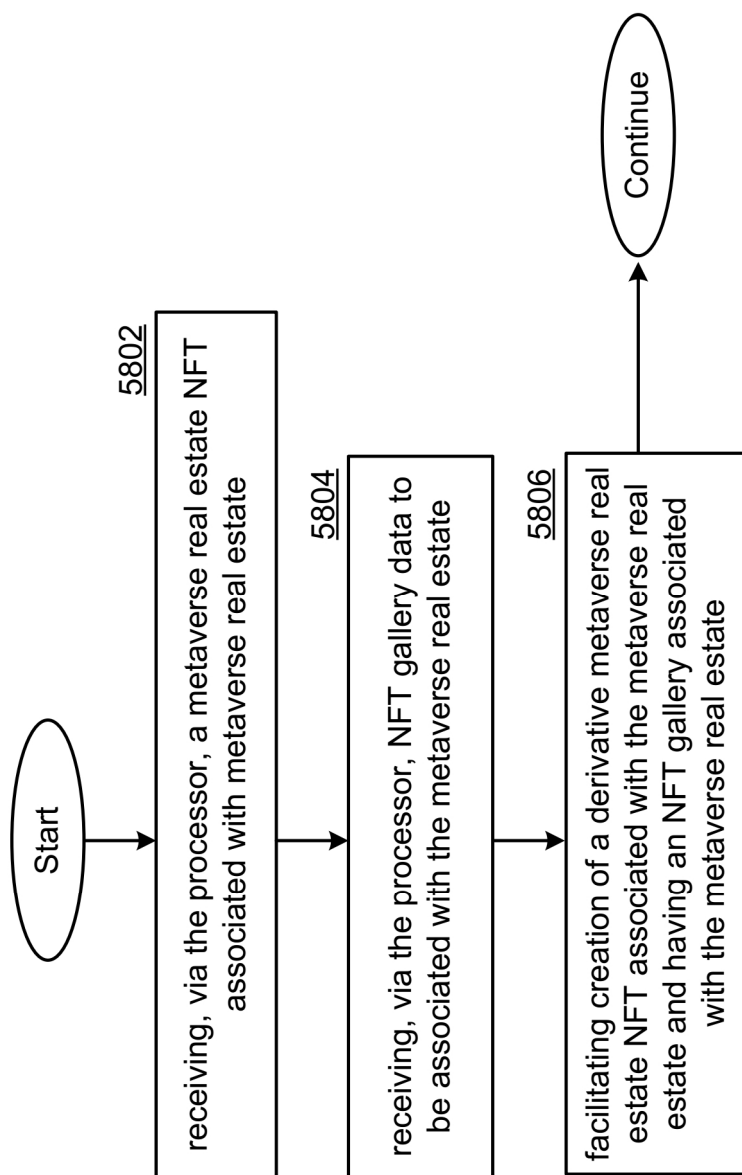 Start
5802
receiving, via the processor, a metaverse real estate NFT
associated with metaverse real estate
5804
receiving, via the processor, NFT gallery data to
be associated with the metaverse real estate
5806
facilitating creation of a derivative metaverse real
estate NFT associated with the metaverse real
estate and having an NFT gallery associated
with the metaverse real estate
Continue